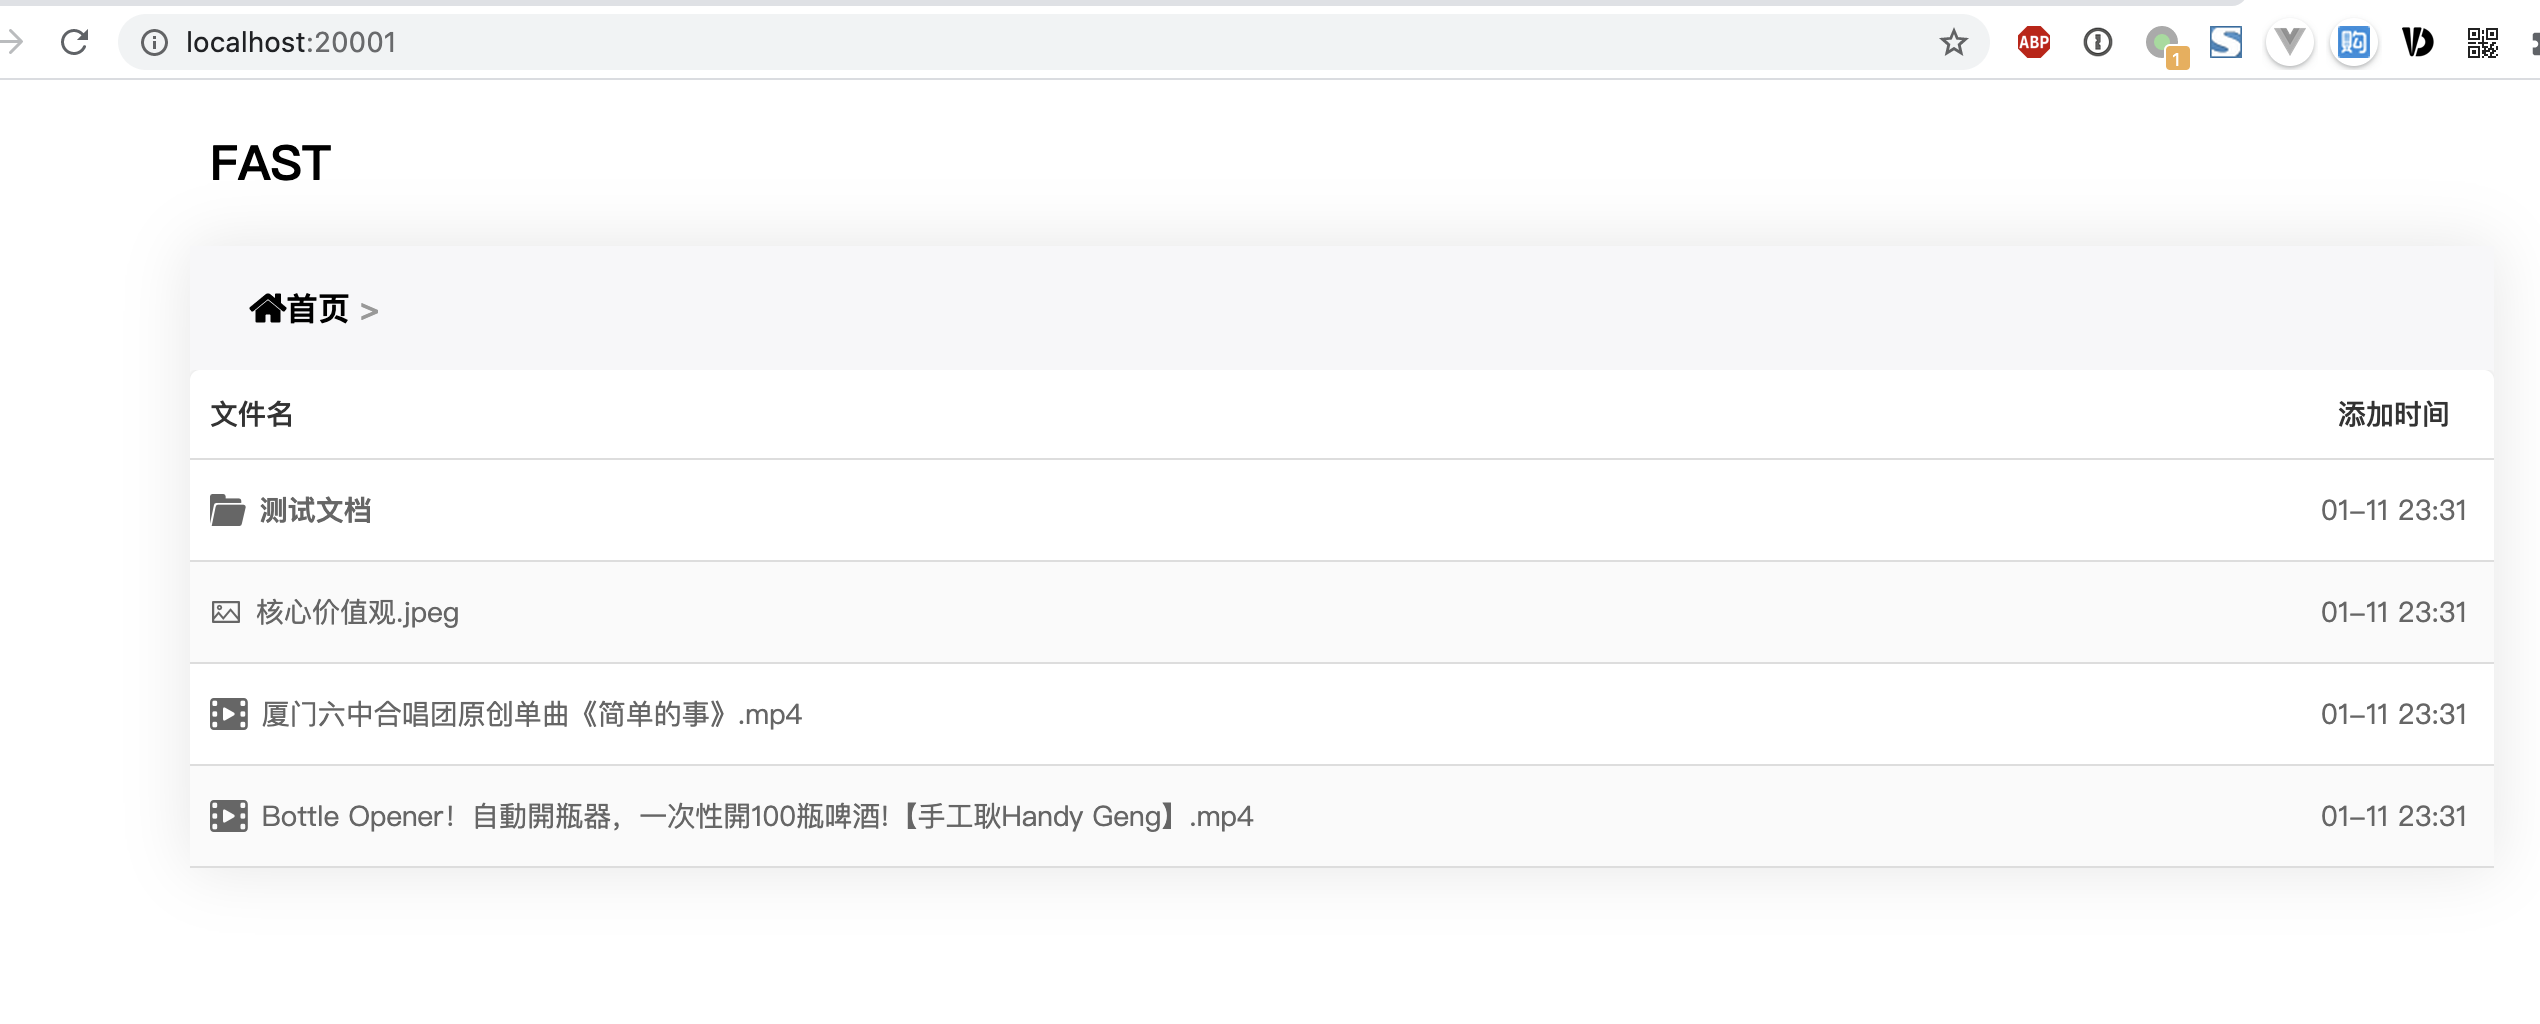 localhost:20001
ABP
1
购
FAST
首页 >
文件名 添加时间
测试文档 01-11 23:31
核心价值观.jpeg 01-11 23:31
厦门六中合唱团原创单曲《简单的事》.mp4 01-11 23:31
Bottle Opener！自動開瓶器，一次性開100瓶啤酒!【手工耿Handy Geng】.mp4 01-11 23:31